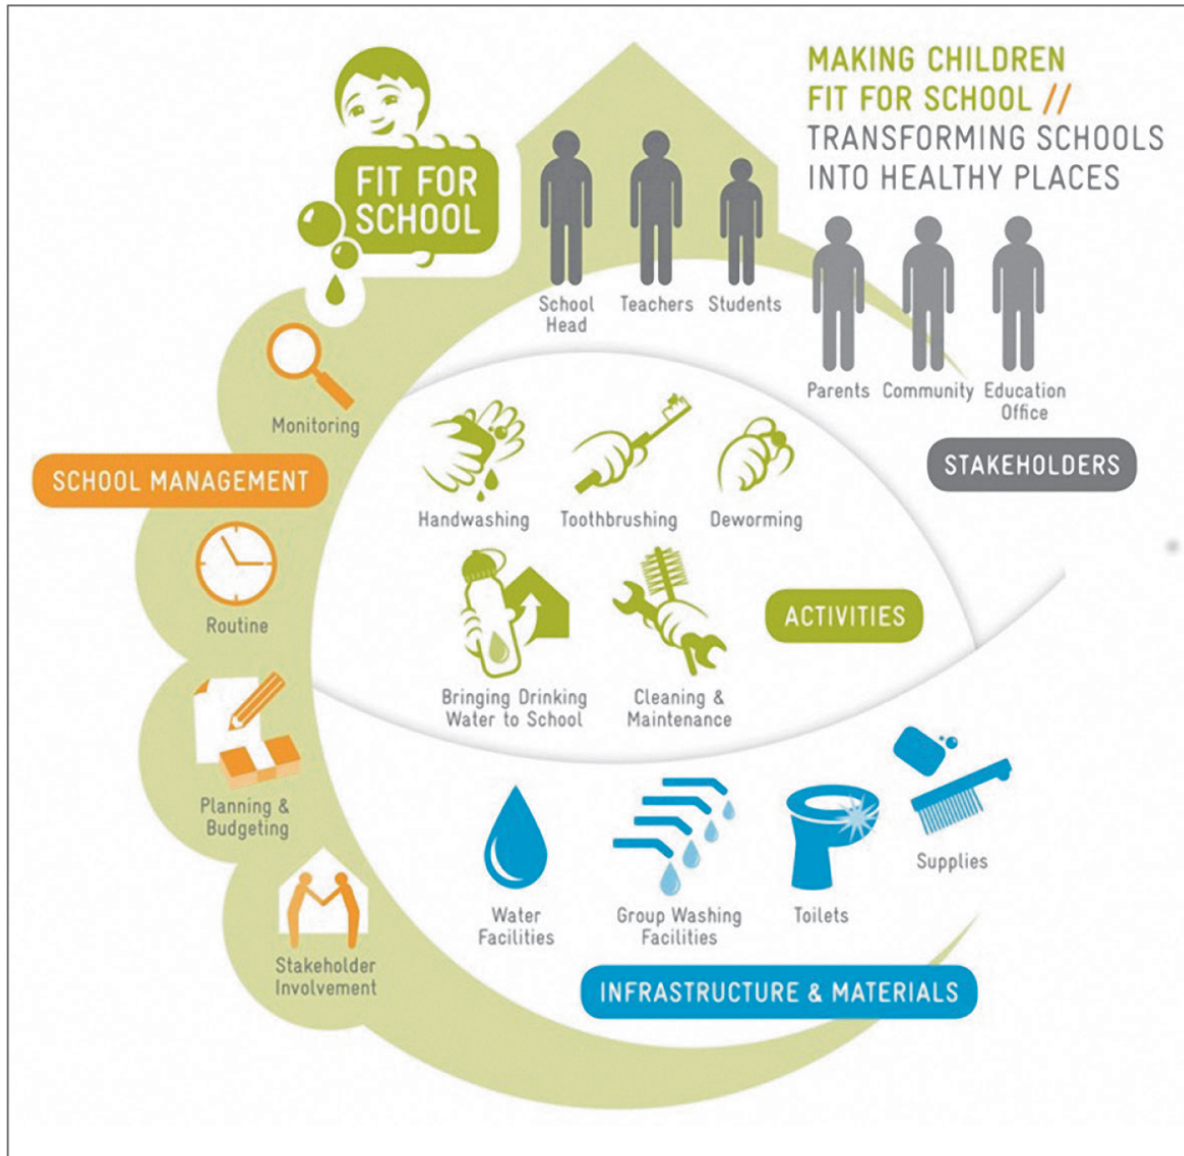 MAKING CHILDREN
FIT FOR SCHOOL //
TRANSFORMING SCHOOLS
INTO HEALTHY PLACES
FIT FOR
SCHOOL
School
Head
Teachers
Students
Parents
Community
Education
Office
STAKEHOLDERS
Monitoring
SCHOOL MANAGEMENT
Routine
Planning &
Budgeting
Stakeholder
Involvement
Handwashing
Toothbrushing
Deworming
Bringing Drinking
Water to School
Cleaning &
Maintenance
ACTIVITIES
Water
Facilities
Group Washing
Facilities
Toilets
Supplies
INFRASTRUCTURE & MATERIALS